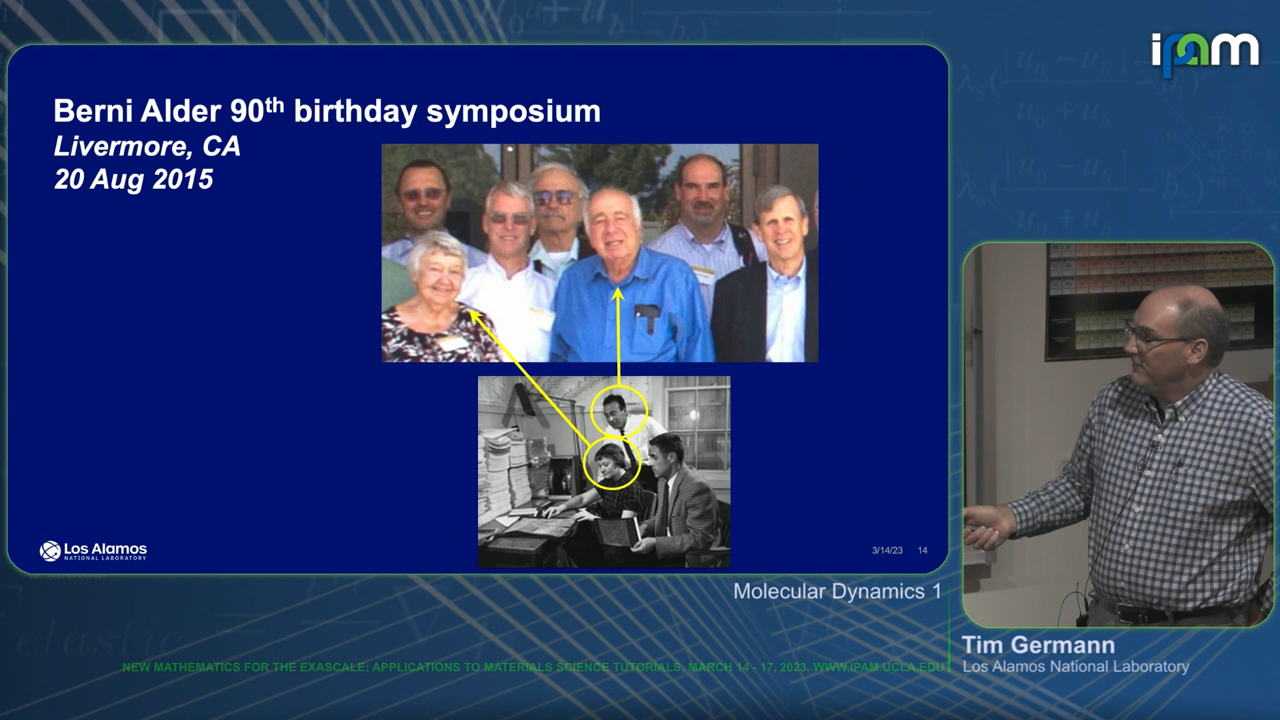 ipam
Berni Alder 90th birthday symposium
Livermore, CA
20 Aug 2015
Los Alamos
NATIONAL LABORATORY
3/14/23 14
Molecular Dynamics 1
Tim Germann
Los Alamos National Laboratory
NEW MATHEMATICS FOR THE EXASCALE: APPLICATIONS TO MATERIALS SCIENCE TUTORIALS, MARCH 14 - 17, 2023, WWW.IPAM.UCLA.EDU
elastic